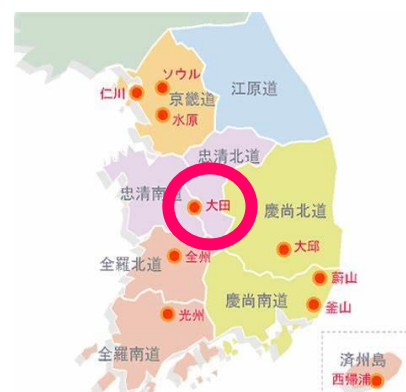 ソウル
仁川
京畿道
江原道
水原
忠清北道
忠清南道
大田
慶尚北道
大邱
全州
全羅北道
蔚山
慶尚南道
釜山
光州
全羅南道
済州島
西帰浦